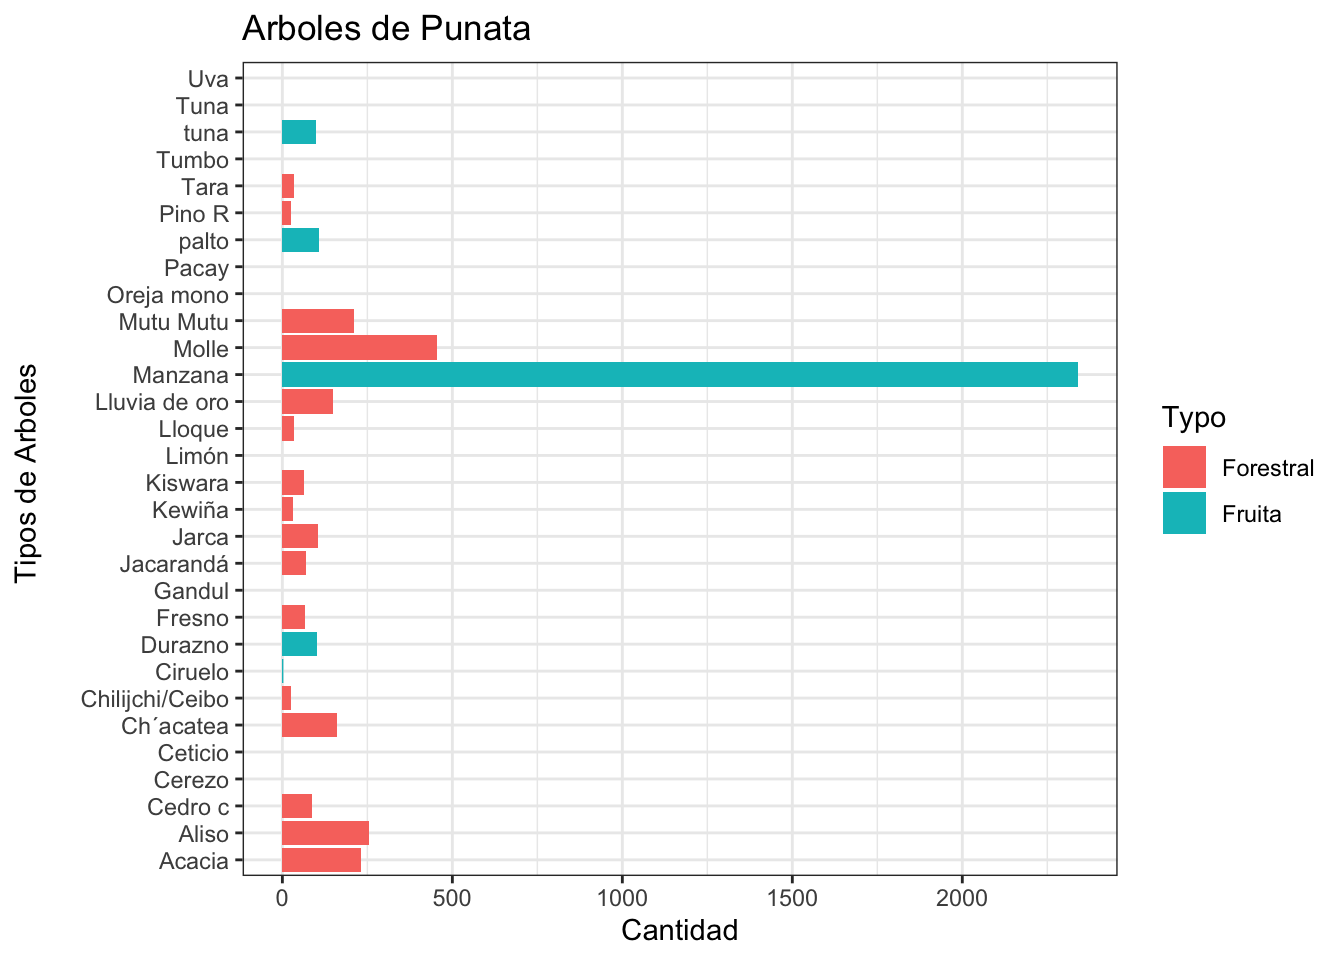 Arboles de Punata
Tipos de Arboles
Uva
Tuna
tuna
Tumbo
Tara
Pino R
palto
Pacay
Oreja mono
Mutu Mutu
Molle
Manzana
Lluvia de oro
Lloque
Limón
Kiswara
Kewiña
Jarca
Jacarandá
Gandul
Fresno
Durazno
Ciruelo
Chilijchi/Ceibo
Ch´acatea
Ceticio
Cerezo
Cedro c
Aliso
Acacia
0 500 1000 1500 2000
Cantidad
Typo
Forestral
Fruita